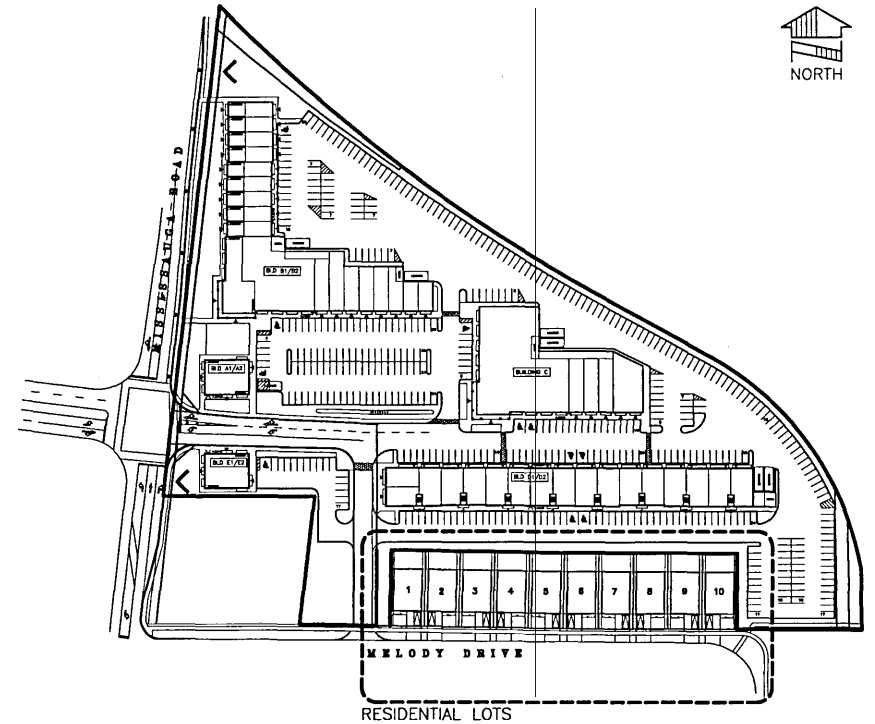 NORTH
MISSISSAUGA ROAD
BLD B1/B2
BLD A1/A2
BUILDING C
BLD E1/E2
BLD D1/D2
1 2 3 4 5 6 7 8 9 10
MELODY DRIVE
RESIDENTIAL LOTS